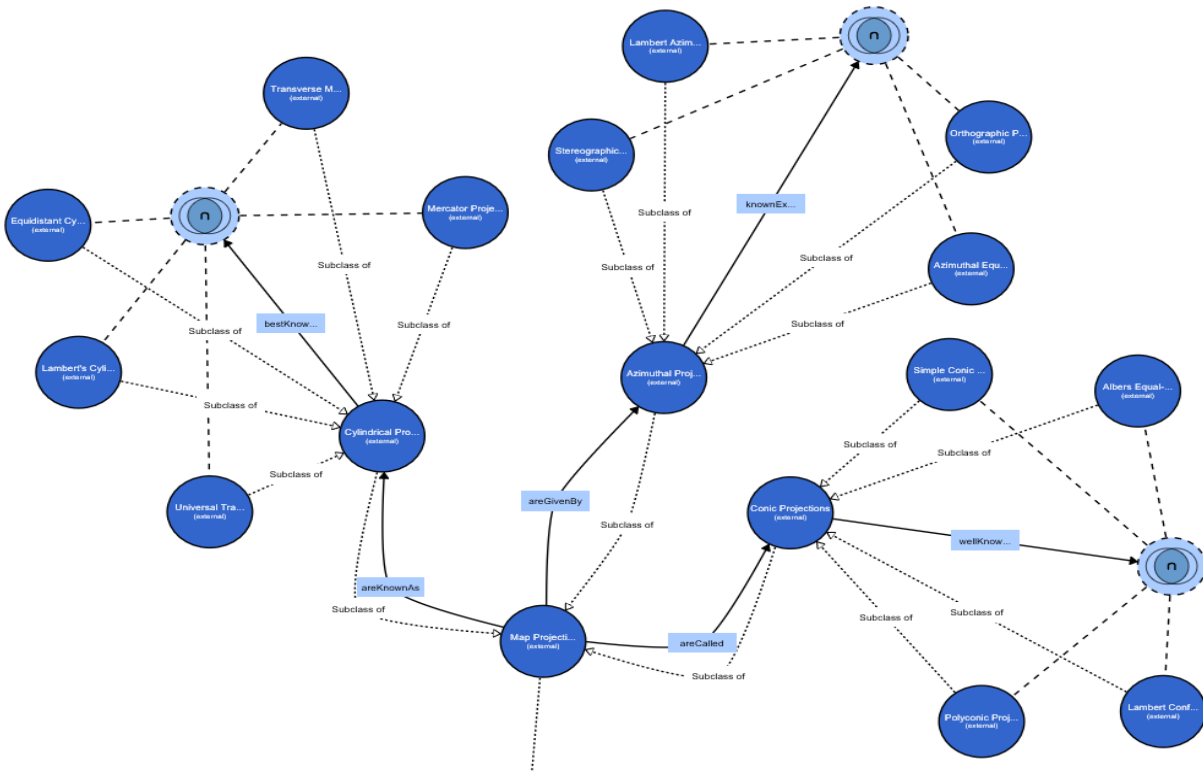 Lambert Azim...
(external)
n
Transverse M...
(external)
Orthographic P...
(external)
Stereographic...
(external)
knownEx...
Subclass of
Mercator Proje...
(external)
n
Equidistant Cy...
(external)
Subclass of
Subclass of
Subclass of
Azimuthal Equ...
(external)
Subclass of
bestKnow...
Subclass of
Subclass of
Subclass of
Lambert's Cyli...
(external)
Azimuthal Proj...
(external)
Simple Conic ...
(external)
Albers Equal-...
(external)
Subclass of
Cylindrical Pro...
(external)
Subclass of
Subclass of
Subclass of
areGivenBy
Universal Tra...
(external)
Conic Projections
(external)
Subclass of
wellKnow...
n
areKnownAs
Subclass of
Subclass of
Subclass of
Map Projecti...
(external)
areCalled
Subclass of
Polyconic Proj...
(external)
Lambert Conf...
(external)